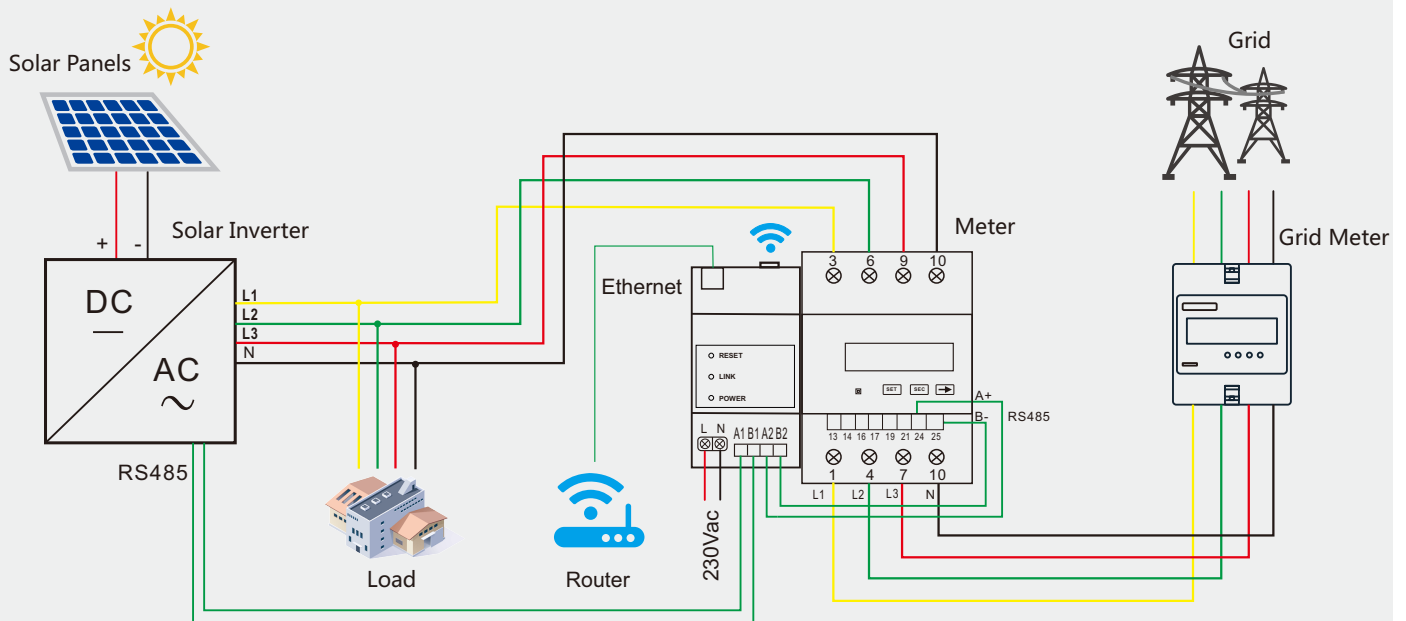 Grid
Solar Panels
Solar Inverter
Meter
Grid Meter
+ -
3 6 9 10
Ethernet
DC
L1
L2
L3
N
AC
RESET
LINK
POWER
SET SEC
A+
B- RS485
L N A1 B1 A2 B2
13 14 16 17 19 21 24 25
RS485
1 4 7 10
L1 L2 L3 N
230Vac
Load
Router